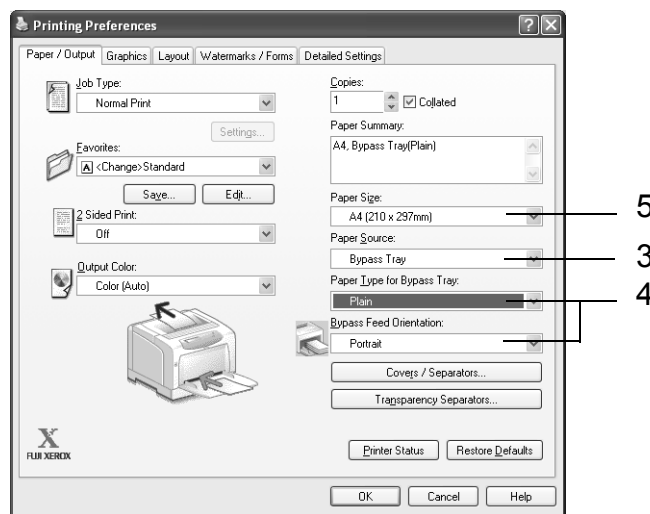 Printing Preferences
Paper / Output Graphics Layout Watermarks / Forms Detailed Settings
Job Type:
Normal Print
Settings...
Favorites:
A <Change>Standard
Save... Edit...
2 Sided Print:
Off
Output Color:
Color (Auto)
X
FUJI XEROX
Copies:
1 Collated
Paper Summary:
A4, Bypass Tray(Plain)
Paper Size:
A4 (210 x 297mm)
5
Paper Source:
Bypass Tray
3
Paper Type for Bypass Tray:
Plain
4
Bypass Feed Orientation:
Portrait
Covers / Separators...
Transparency Separators...
Printer Status Restore Defaults
OK Cancel Help